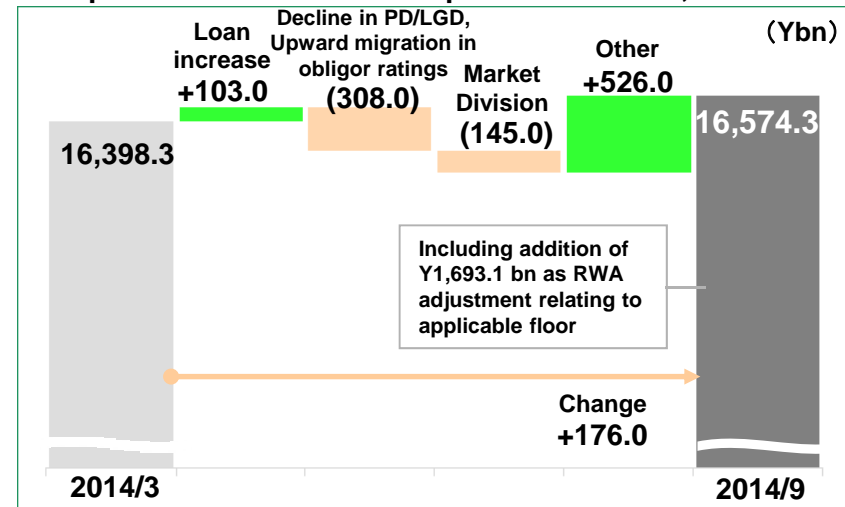 （Ybn）
Loan
increase
+103.0
Decline in PD/LGD,
Upward migration in
obligor ratings
(308.0)
Market
Division
(145.0)
Other
+526.0
16,398.3
16,574.3
Including addition of
Y1,693.1 bn as RWA
adjustment relating to
applicable floor
Change
+176.0
2014/3
2014/9